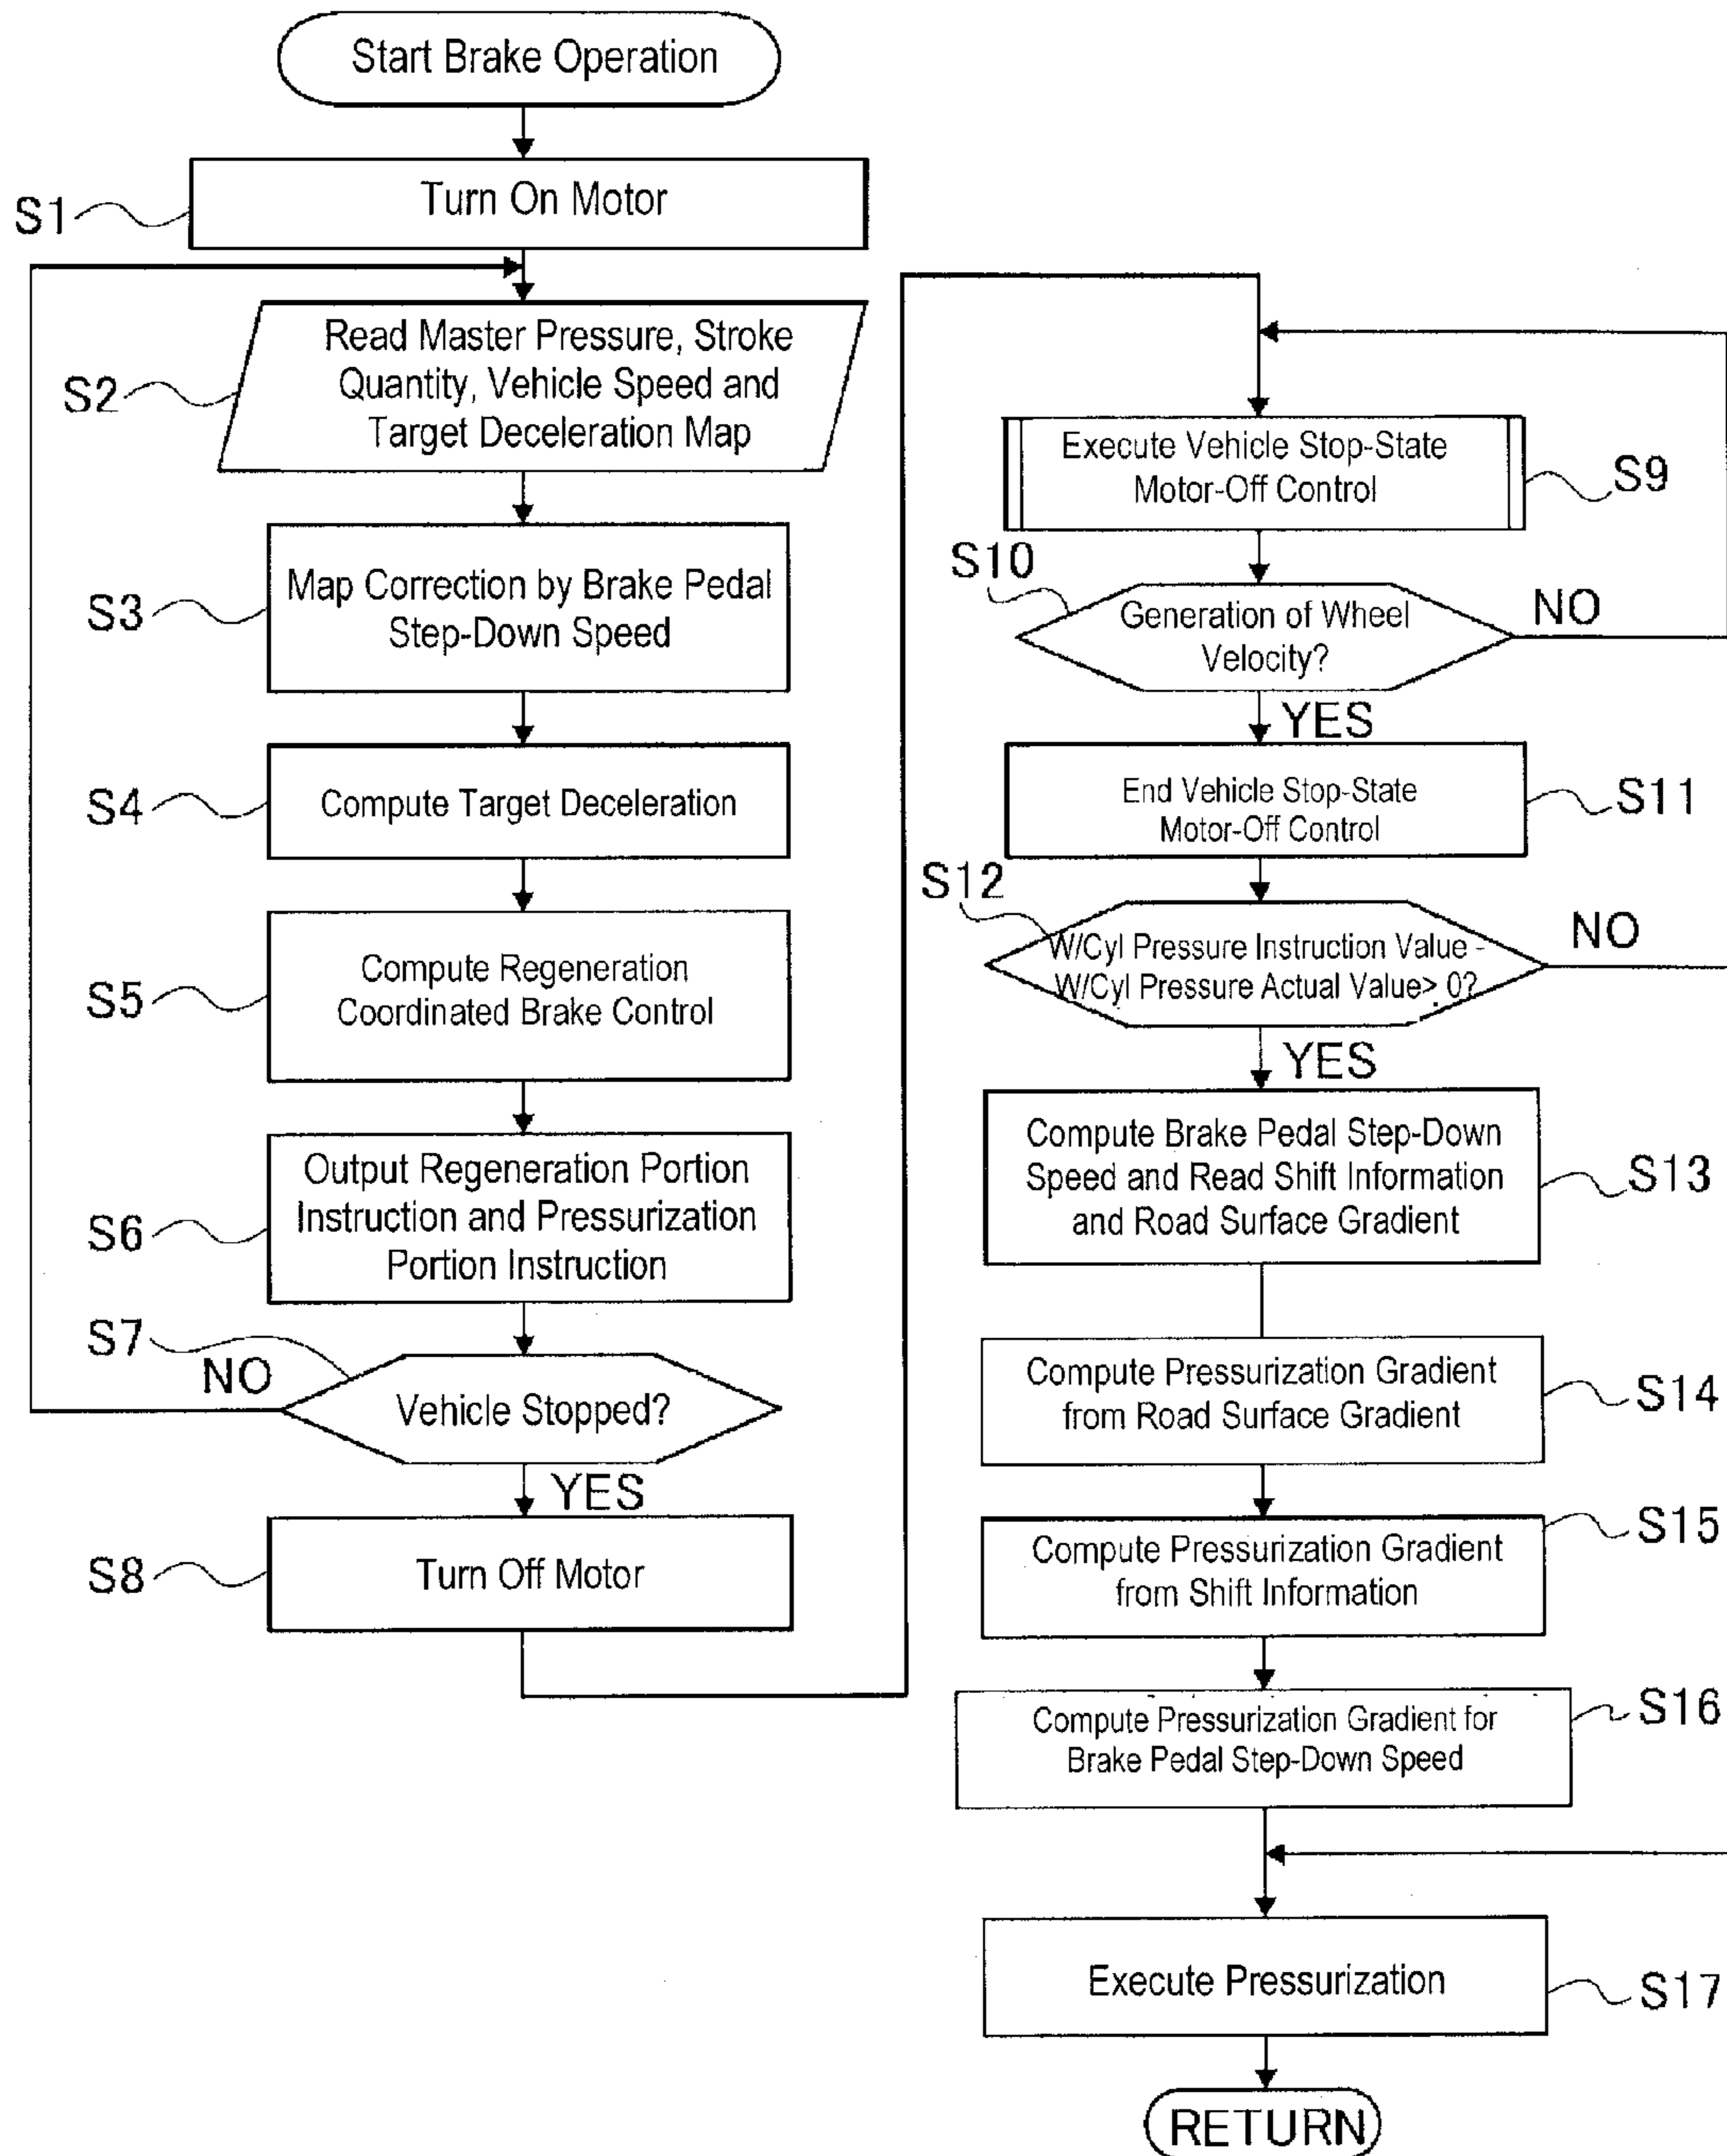 Start Brake Operation
S1
Turn On Motor
S2
Read Master Pressure, Stroke
Quantity, Vehicle Speed and
Target Deceleration Map
S3
Map Correction by Brake Pedal
Step-Down Speed
S4
Compute Target Deceleration
S5
Compute Regeneration
Coordinated Brake Control
S6
Output Regeneration Portion
Instruction and Pressurization
Portion Instruction
S7
NO
Vehicle Stopped?
YES
S8
Turn Off Motor
Execute Vehicle Stop-State
Motor-Off Control
S9
S10
Generation of Wheel
Velocity?
NO
YES
End Vehicle Stop-State
Motor-Off Control
S11
S12
W/Cyl Pressure Instruction Value -
W/Cyl Pressure Actual Value> 0?
NO
YES
Compute Brake Pedal Step-Down
Speed and Read Shift Information
and Road Surface Gradient
S13
Compute Pressurization Gradient
from Road Surface Gradient
S14
Compute Pressurization Gradient
from Shift Information
S15
Compute Pressurization Gradient for
Brake Pedal Step-Down Speed
S16
Execute Pressurization
S17
RETURN